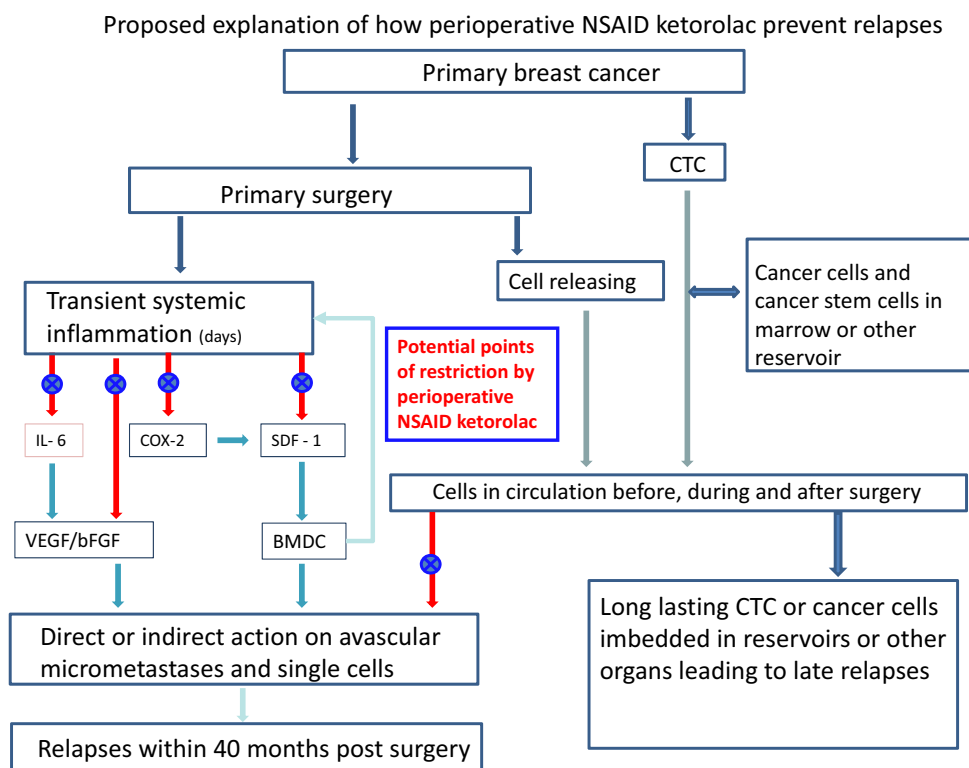 Proposed explanation of how perioperative NSAID ketorolac prevent relapses
Primary breast cancer
CTC
Primary surgery
Cell releasing
Cancer cells and
cancer stem cells in
marrow or other
reservoir
Transient systemic
inflammation (days)
Potential points
of restriction by
perioperative
NSAID ketorolac
IL- 6
COX-2
SDF - 1
Cells in circulation before, during and after surgery
VEGF/bFGF
BMDC
Long lasting CTC or cancer cells
imbedded in reservoirs or other
organs leading to late relapses
Direct or indirect action on avascular
micrometastases and single cells
Relapses within 40 months post surgery